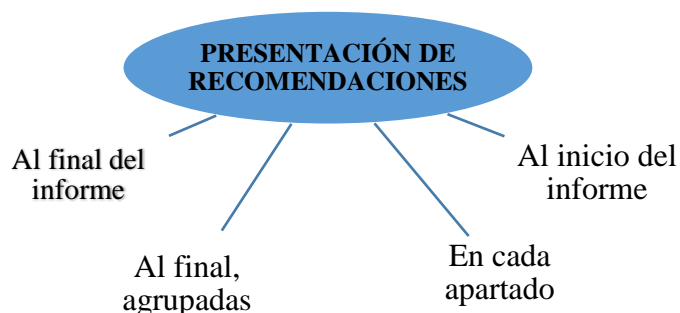 PRESENTACIÓN DE
RECOMENDACIONES
Al final del
informe
Al final,
agrupadas
En cada
apartado
Al inicio del
informe